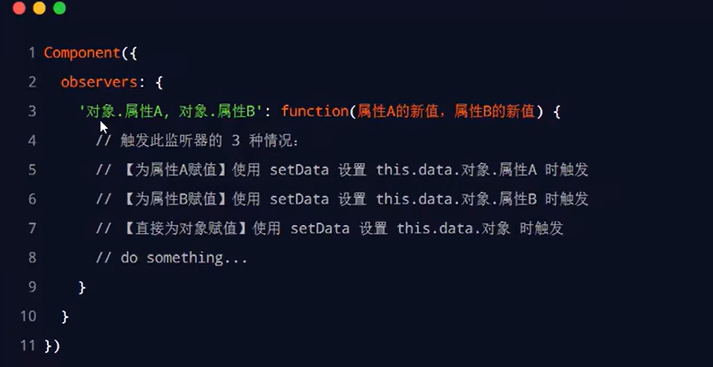 1 Component({
2 observers: {
3 '对象.属性A, 对象.属性B': function(属性A的新值, 属性B的新值) {
4 // 触发此监听器的 3 种情况:
5 // 【为属性A赋值】使用 setData 设置 this.data.对象.属性A 时触发
6 // 【为属性B赋值】使用 setData 设置 this.data.对象.属性B 时触发
7 // 【直接为对象赋值】使用 setData 设置 this.data.对象 时触发
8 // do something...
9 }
10 }
11 })